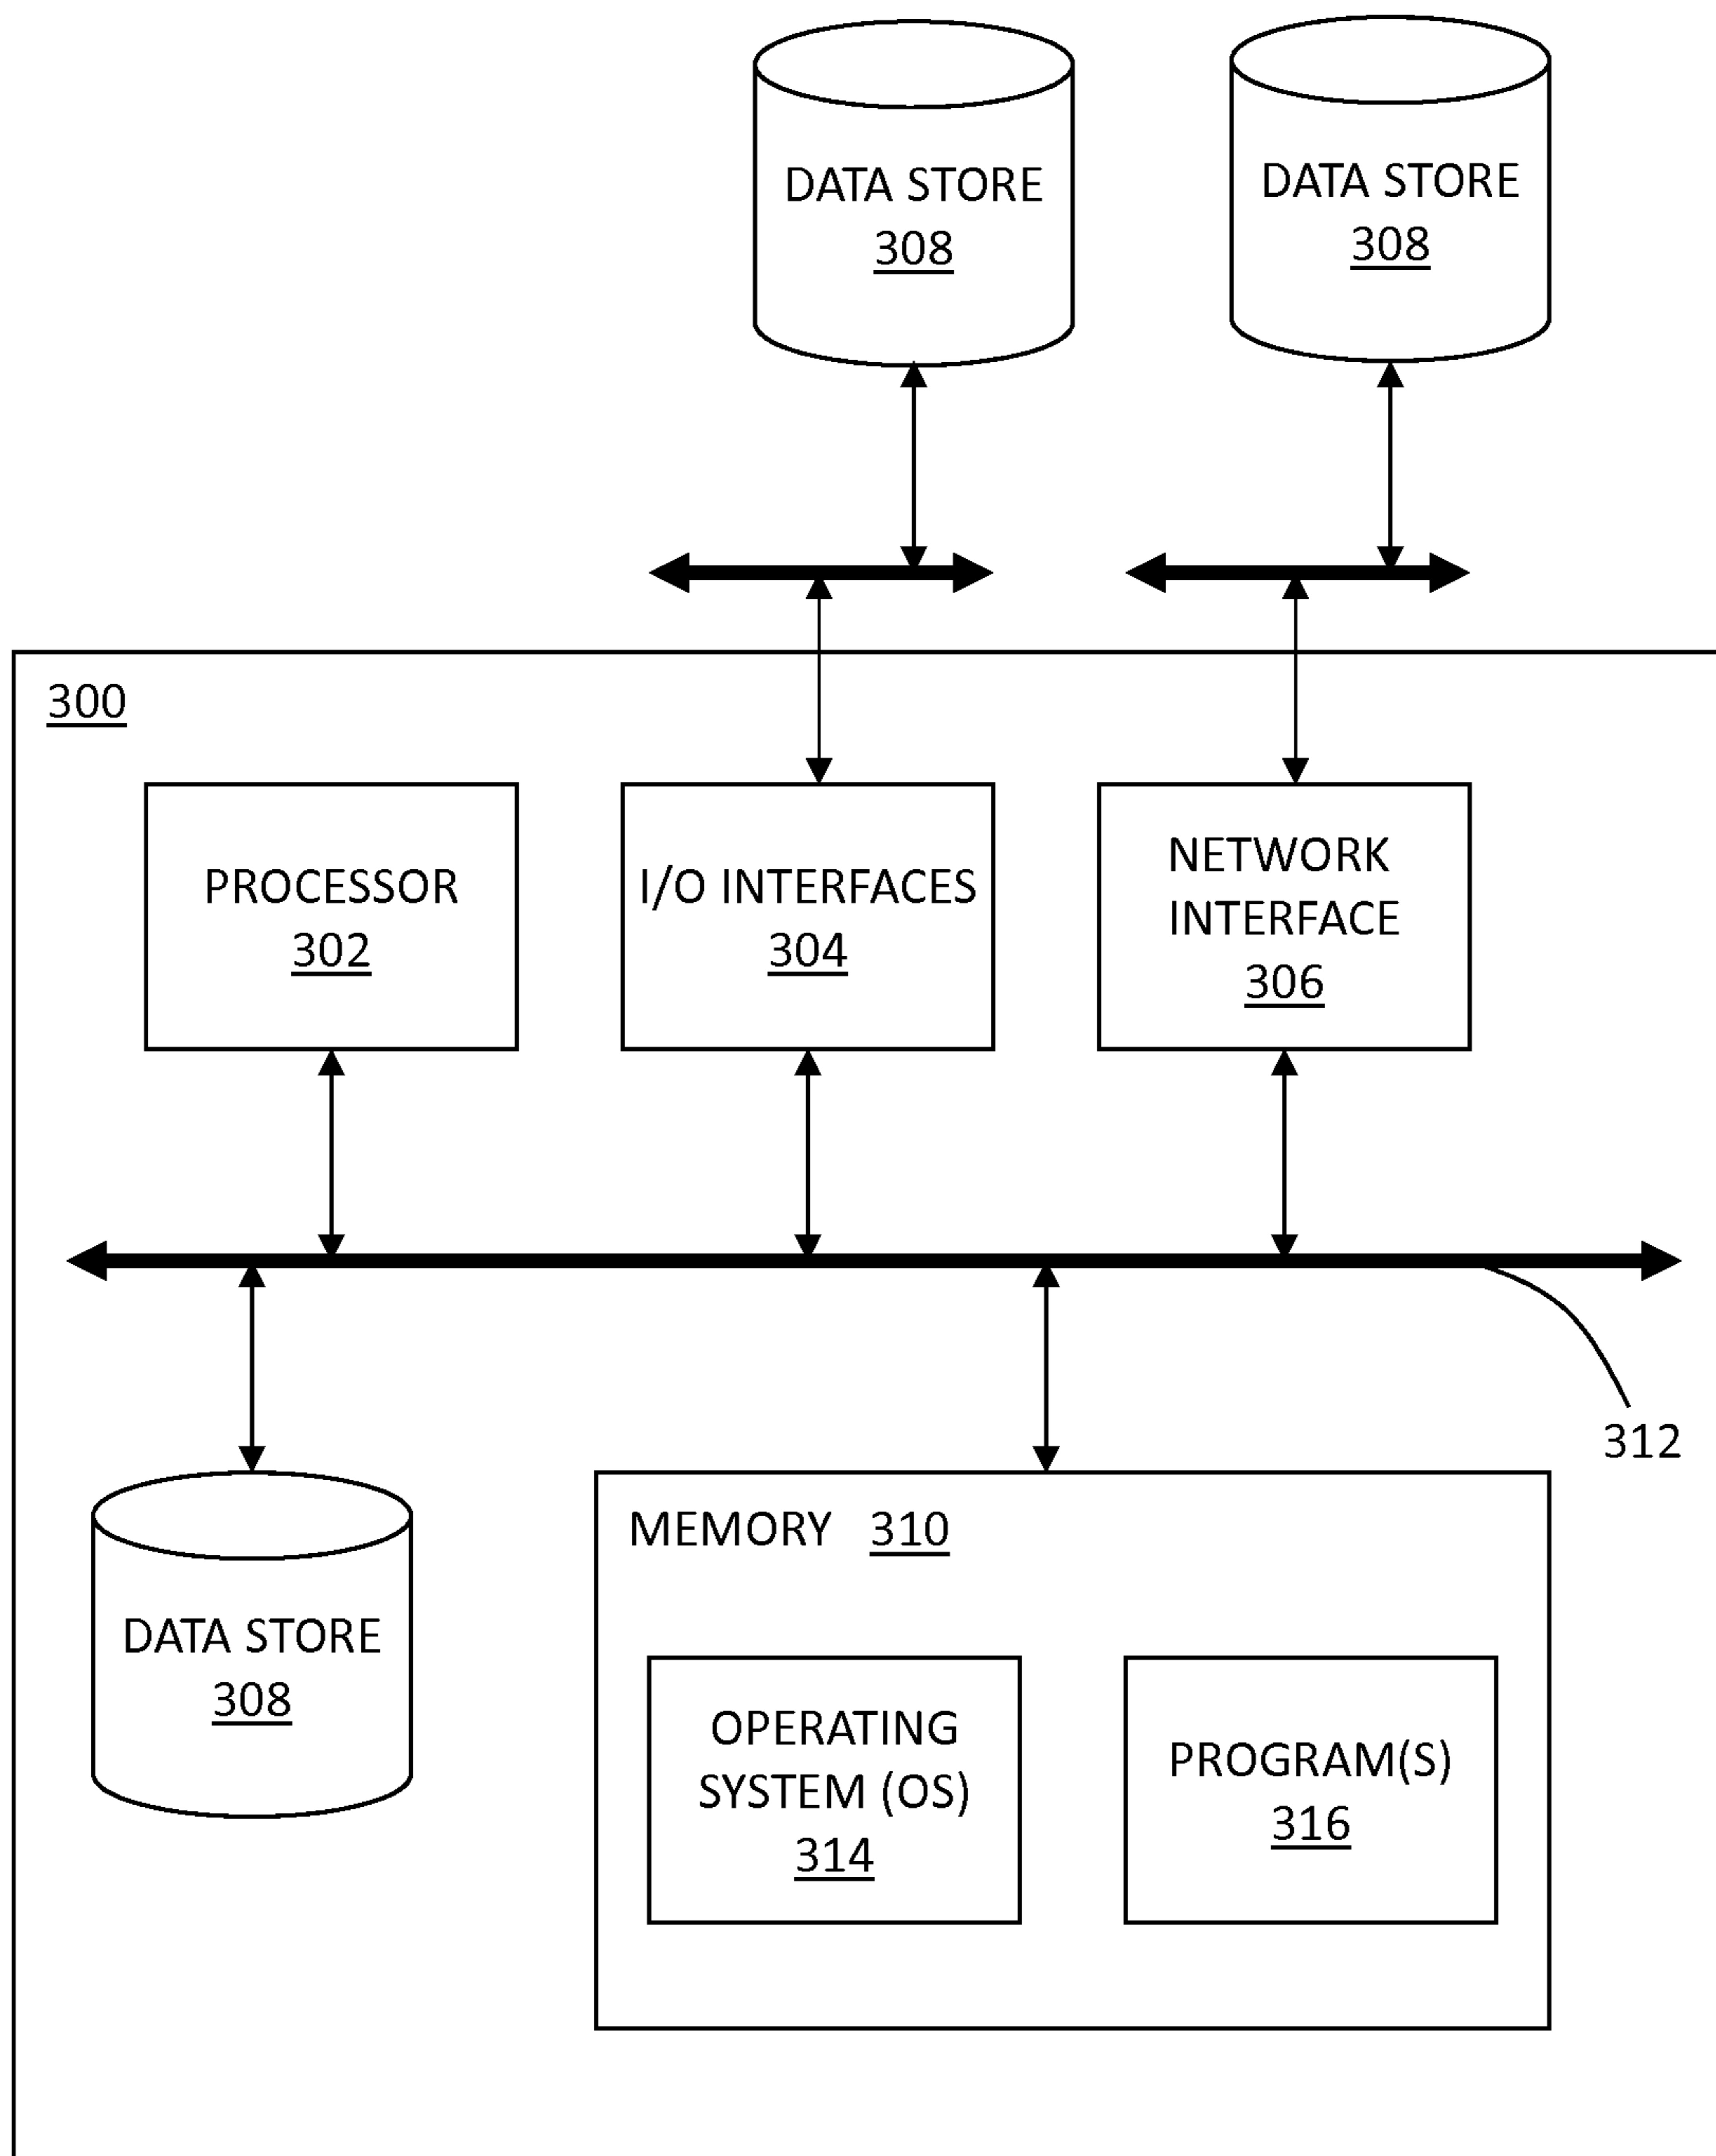 DATA STORE
308
DATA STORE
308
300
PROCESSOR
302
I/O INTERFACES
304
NETWORK
INTERFACE
306
312
DATA STORE
308
MEMORY 310
OPERATING
SYSTEM (OS)
314
PROGRAM(S)
316